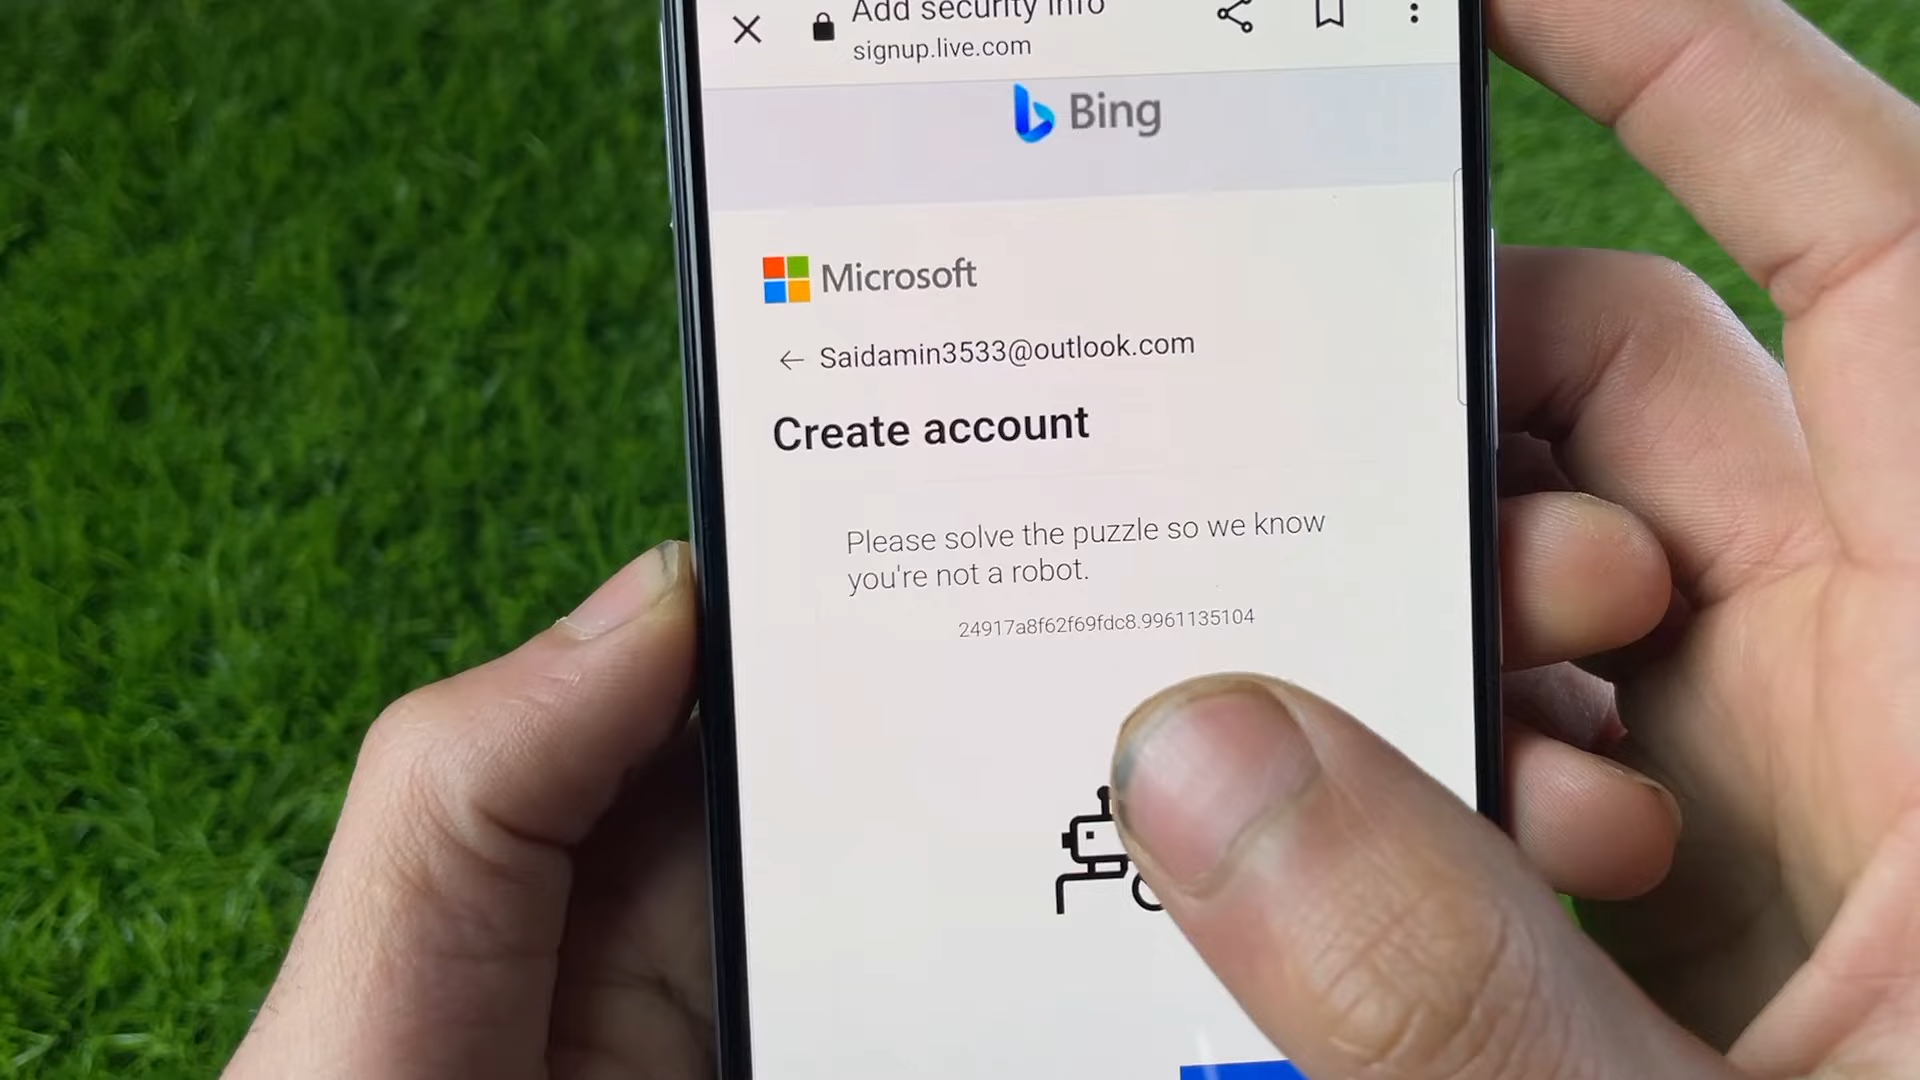 Add security info
signup.live.com
Bing
Microsoft
Saidamin3533@outlook.com
Create account
Please solve the puzzle so we know
you're not a robot.
24917a8f62f69fdc8.9961135104